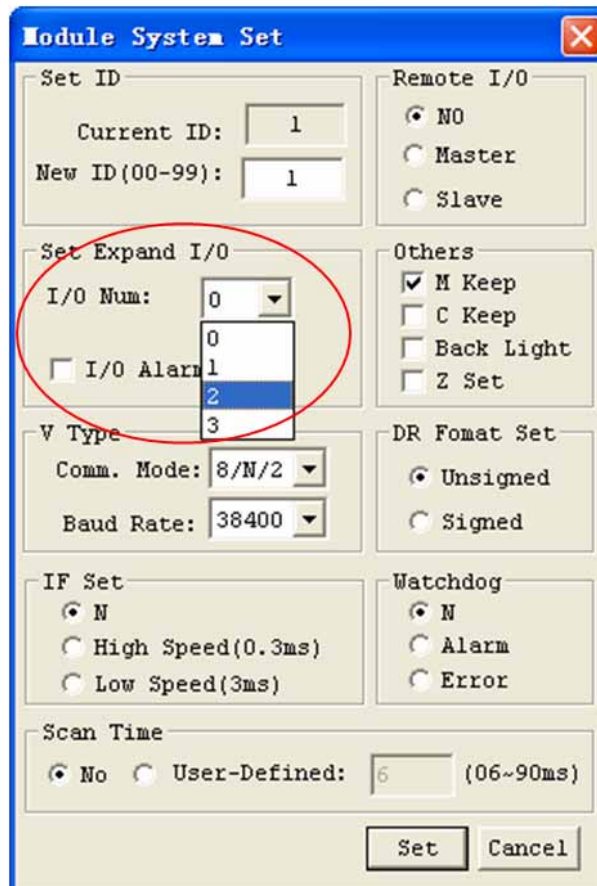 Module System Set
Set ID
Current ID: 1
New ID(00-99): 1
Remote I/O
NO
Master
Slave
Set Expand I/O
I/O Num: 0
0
1
2
3
I/O Alarm
Others
M Keep
C Keep
Back Light
Z Set
V Type
Comm. Mode: 8/N/2
Baud Rate: 38400
DR Fomat Set
Unsigned
Signed
IF Set
N
High Speed(0.3ms)
Low Speed(3ms)
Watchdog
N
Alarm
Error
Scan Time
No User-Defined: 6 (06~90ms)
Set Cancel